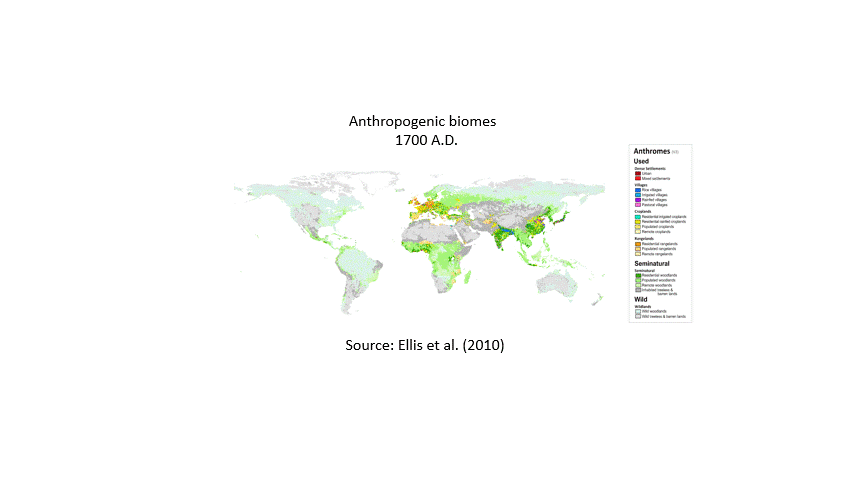 Anthropogenic biomes
1700 A.D.
Anthromes
Used
Dense Settlements
Urban
Mixed settlements
Villages
Rice villages
Irrigated villages
Rainfed villages
Pastoral villages
Croplands
Residential irrigated croplands
Residential rainfed croplands
Populated croplands
Remote croplands
Rangelands
Residential rangelands
Populated rangelands
Remote rangelands
Seminatural
Seminatural
Residential woodlands
Populated woodlands
Remote woodlands
Inhabited treeless &
barren lands
Wild
Wildlands
Wild woodlands
Wild treeless & barren lands
Source: Ellis et al. (2010)